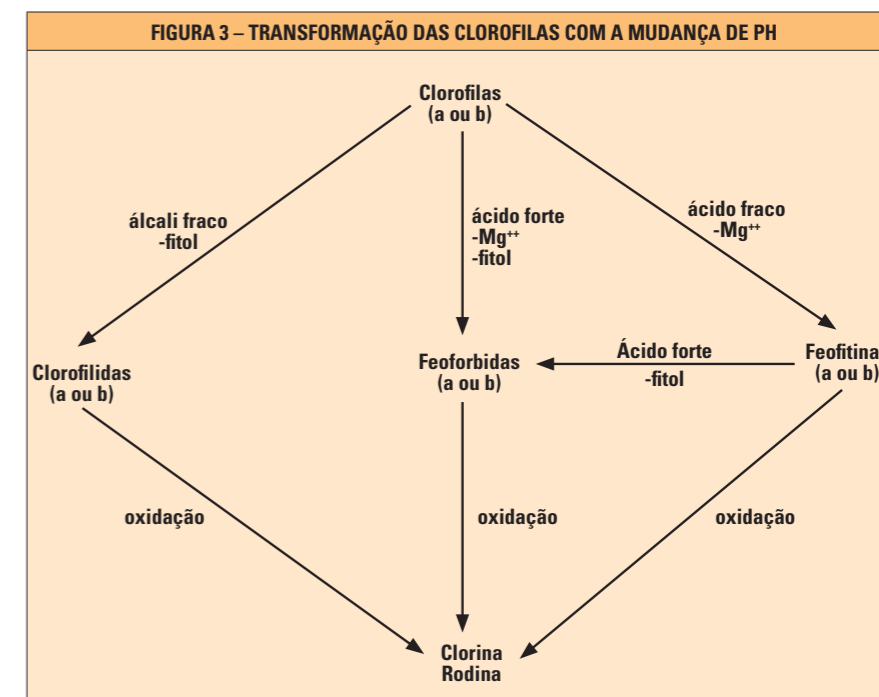 FIGURA 3 – TRANSFORMAÇÃO DAS CLOROFILAS COM A MUDANÇA DE PH
Clorofilas
(a ou b)
álcali fraco
-fitol
ácido forte
-Mg⁺⁺
-fitol
ácido fraco
-Mg⁺⁺
Clorofilidas
(a ou b)
Feoforbidas
(a ou b)
Ácido forte
-fitol
Feofitina
(a ou b)
oxidação
oxidação
oxidação
Clorina
Rodina